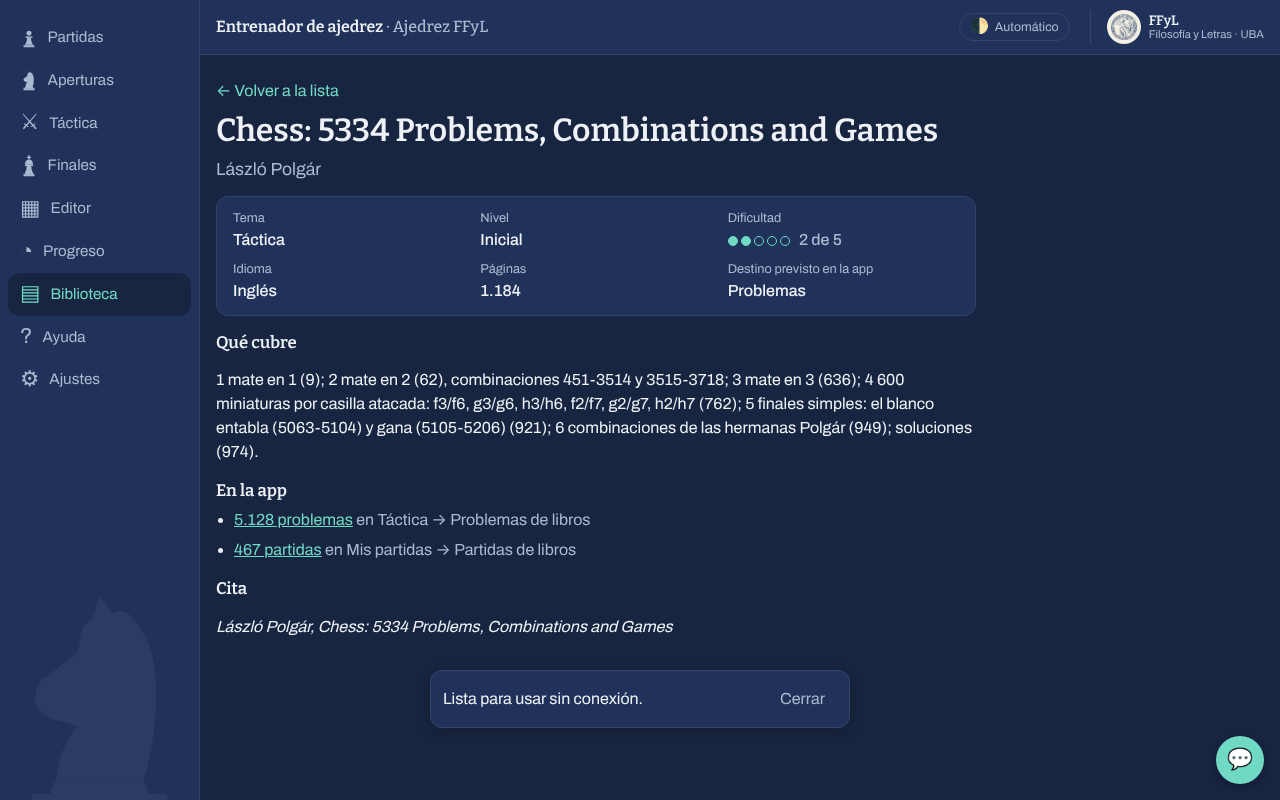 Partidas
Aperturas
Táctica
Finales
Editor
Progreso
Biblioteca
? Ayuda
Ajustes
Entrenador de ajedrez · Ajedrez FFyL
Automático
FFyL
Filosofía y Letras · UBA
← Volver a la lista
Chess: 5334 Problems, Combinations and Games
László Polgár
Tema
Táctica
Nivel
Inicial
Dificultad
2 de 5
Idioma
Inglés
Páginas
1.184
Destino previsto en la app
Problemas
Qué cubre
1 mate en 1 (9); 2 mate en 2 (62), combinaciones 451-3514 y 3515-3718; 3 mate en 3 (636); 4 600
miniaturas por casilla atacada: f3/f6, g3/g6, h3/h6, f2/f7, g2/g7, h2/h7 (762); 5 finales simples: el blanco
entabla (5063-5104) y gana (5105-5206) (921); 6 combinaciones de las hermanas Polgár (949); soluciones
(974).
En la app
• 5.128 problemas en Táctica → Problemas de libros
• 467 partidas en Mis partidas → Partidas de libros
Cita
László Polgár, Chess: 5334 Problems, Combinations and Games
Lista para usar sin conexión.
Cerrar